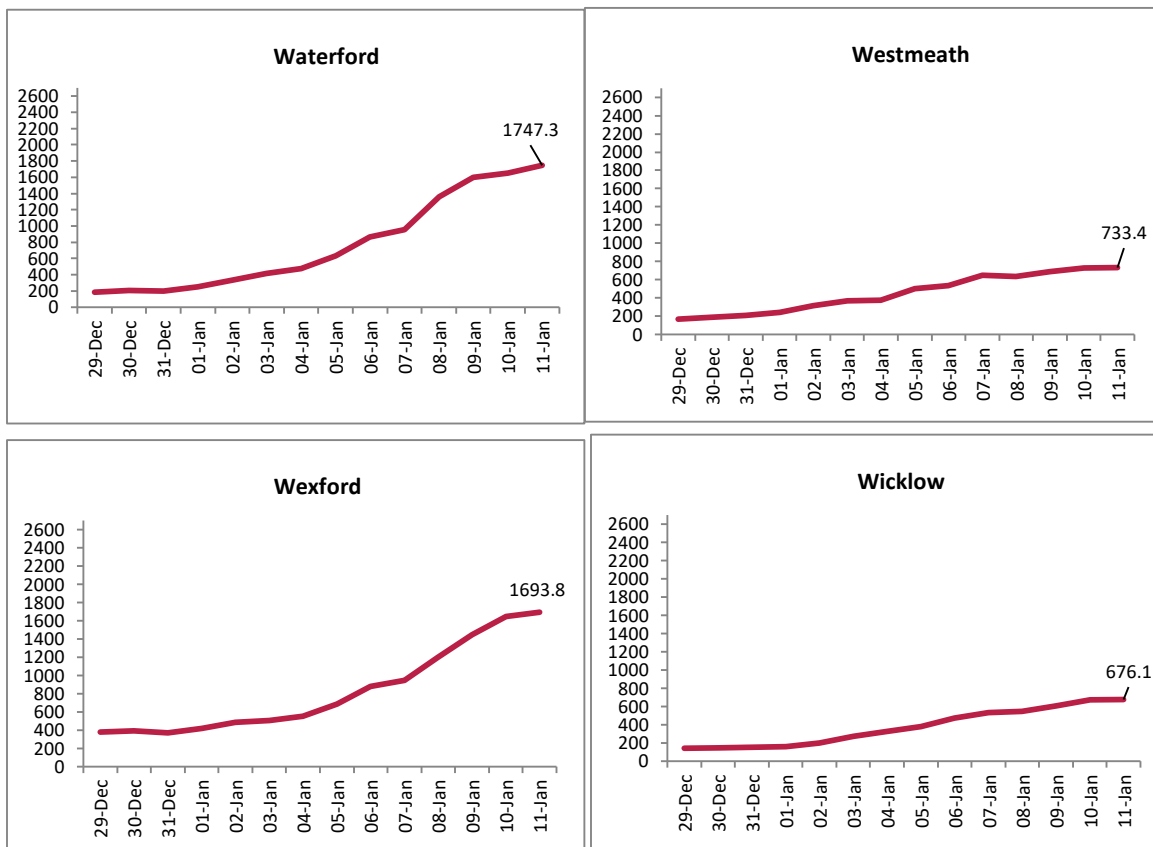 Waterford
2600
2400
2200
2000
1800
1600
1400
1200
1000
800
600
400
200
0
1747.3
29-Dec
30-Dec
31-Dec
01-Jan
02-Jan
03-Jan
04-Jan
05-Jan
06-Jan
07-Jan
08-Jan
09-Jan
10-Jan
11-Jan
Westmeath
2600
2400
2200
2000
1800
1600
1400
1200
1000
800
600
400
200
0
733.4
29-Dec
30-Dec
31-Dec
01-Jan
02-Jan
03-Jan
04-Jan
05-Jan
06-Jan
07-Jan
08-Jan
09-Jan
10-Jan
11-Jan
Wexford
2600
2400
2200
2000
1800
1600
1400
1200
1000
800
600
400
200
0
1693.8
29-Dec
30-Dec
31-Dec
01-Jan
02-Jan
03-Jan
04-Jan
05-Jan
06-Jan
07-Jan
08-Jan
09-Jan
10-Jan
11-Jan
Wicklow
2600
2400
2200
2000
1800
1600
1400
1200
1000
800
600
400
200
0
676.1
29-Dec
30-Dec
31-Dec
01-Jan
02-Jan
03-Jan
04-Jan
05-Jan
06-Jan
07-Jan
08-Jan
09-Jan
10-Jan
11-Jan